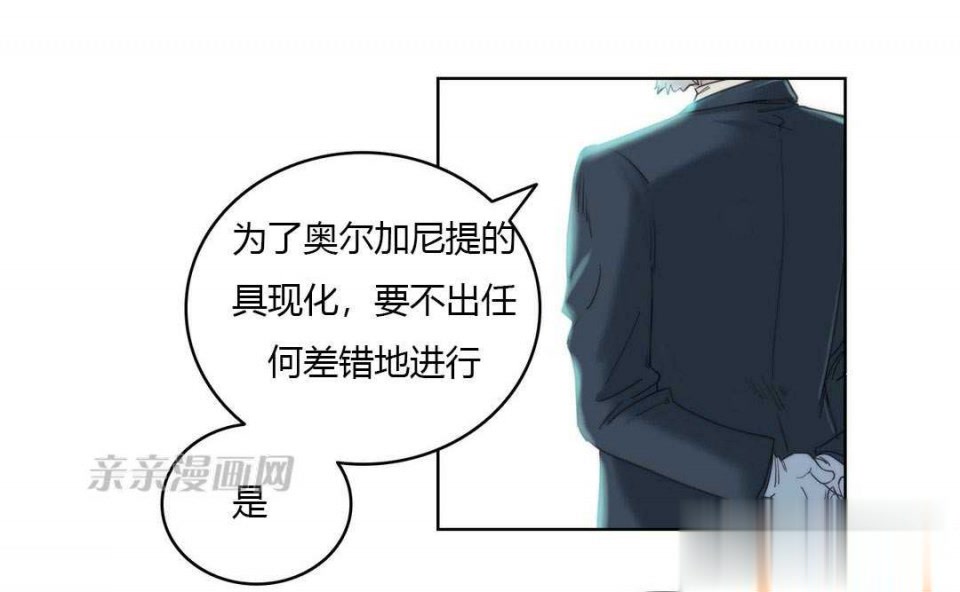 为了奥尔加尼提的
具现化，要不出任
何差错地进行
亲亲漫画网
是